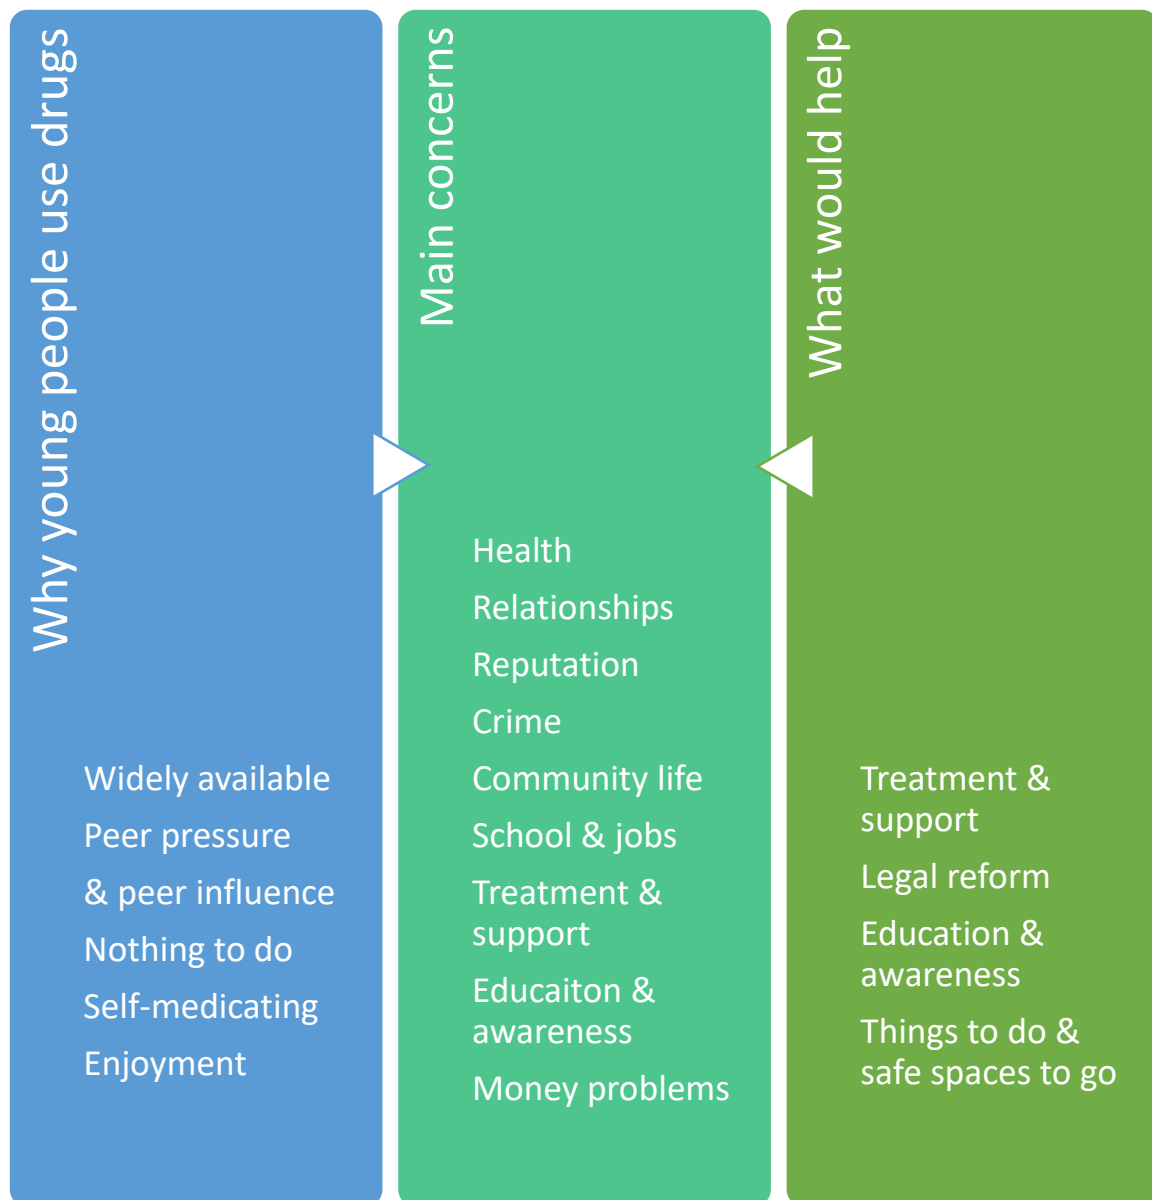 Why young people use drugs
Widely available
Peer pressure
& peer influence
Nothing to do
Self-medicating
Enjoyment
Main concerns
Health
Relationships
Reputation
Crime
Community life
School & jobs
Treatment &
support
Educaiton &
awareness
Money problems
What would help
Treatment &
support
Legal reform
Education &
awareness
Things to do &
safe spaces to go